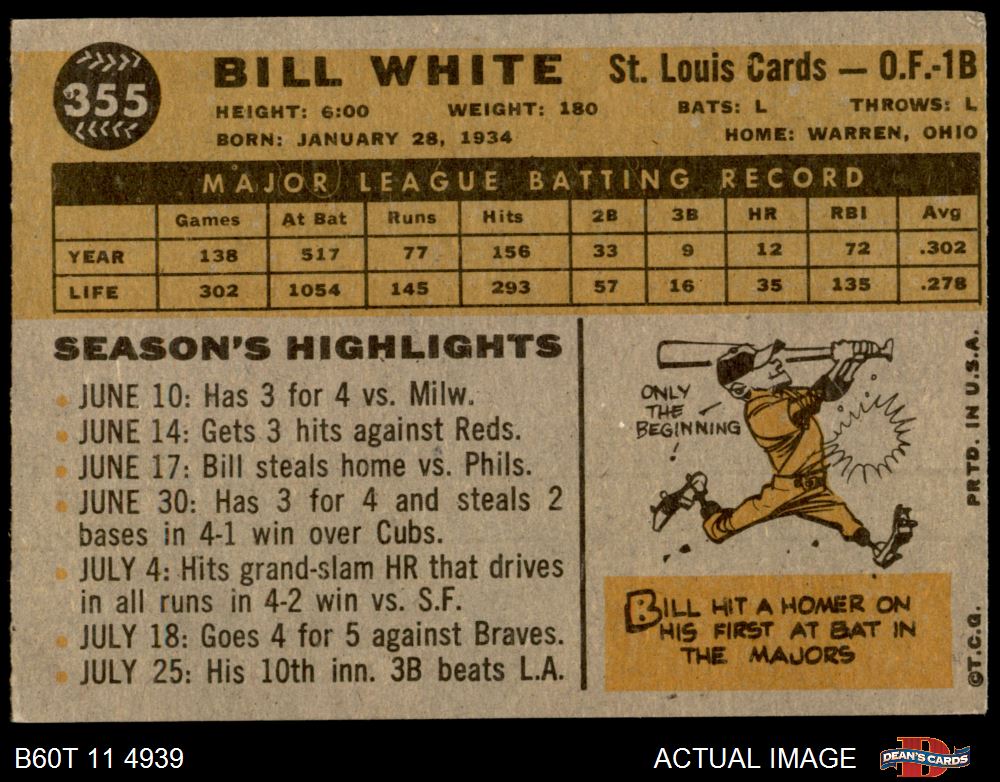 355
BILL WHITE St. Louis Cards — O.F.-1B
HEIGHT: 6:00 WEIGHT: 180 BATS: L THROWS: L
BORN: JANUARY 28, 1934 HOME: WARREN, OHIO
MAJOR LEAGUE BATTING RECORD
Games At Bat Runs Hits 2B 3B HR RBI Avg
YEAR 138 517 77 156 33 9 12 72 .302
LIFE 302 1054 145 293 57 16 35 135 .278
SEASON'S HIGHLIGHTS
JUNE 10: Has 3 for 4 vs. Milw.
JUNE 14: Gets 3 hits against Reds.
JUNE 17: Bill steals home vs. Phils.
JUNE 30: Has 3 for 4 and steals 2
bases in 4-1 win over Cubs.
JULY 4: Hits grand-slam HR that drives
in all runs in 4-2 win vs. S.F.
JULY 18: Goes 4 for 5 against Braves.
JULY 25: His 10th inn. 3B beats L.A.
ONLY
THE
BEGINNING
!
BILL HIT A HOMER ON
HIS FIRST AT BAT IN
THE MAJORS
©T.C.G. PRTD. IN U.S.A.
B60T 11 4939 ACTUAL IMAGE
DEAN'S CARDS